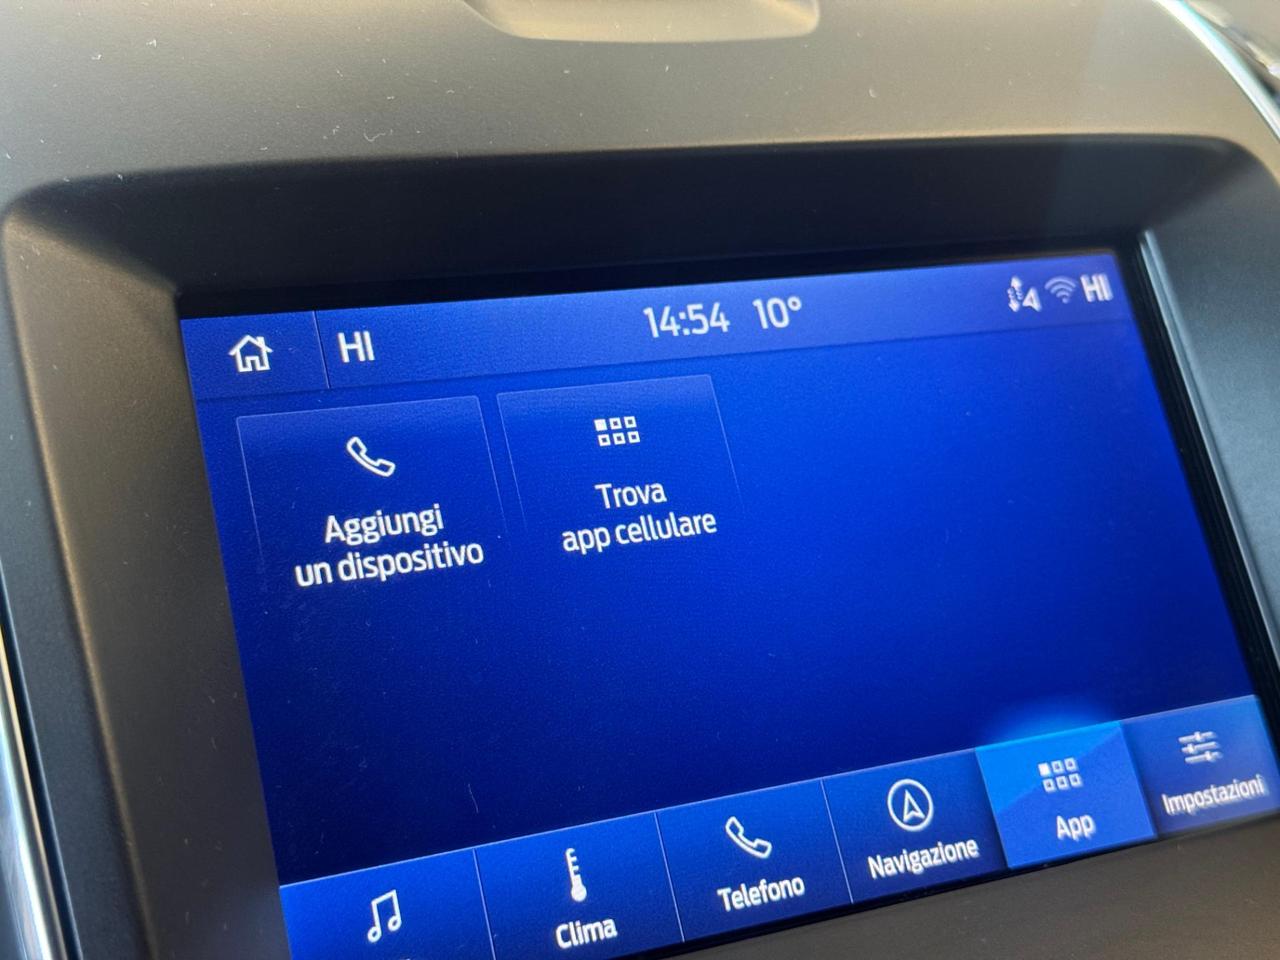 HI 14:54 10° HI
Aggiungi
un dispositivo
Trova
app cellulare
Clima
Telefono
Navigazione
App
Impostazioni